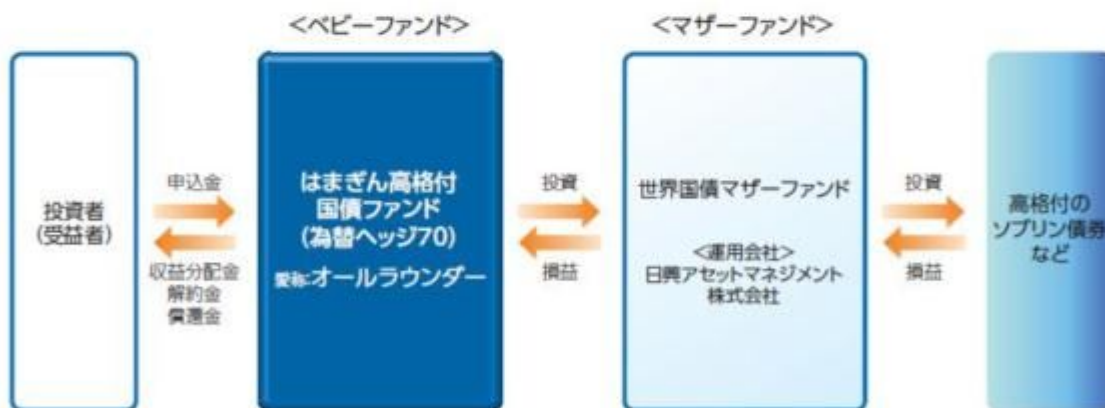 <ベビーファンド>
<マザーファンド>
投資者
(受益者)
申込金
収益分配金
解約金
償還金
はまぎん高格付
国債ファンド
(為替ヘッジ70)
愛称:オールラウンダー
投資
損益
世界国債マザーファンド
<運用会社>
日興アセットマネジメント
株式会社
投資
損益
高格付の
ソブリン債券
など